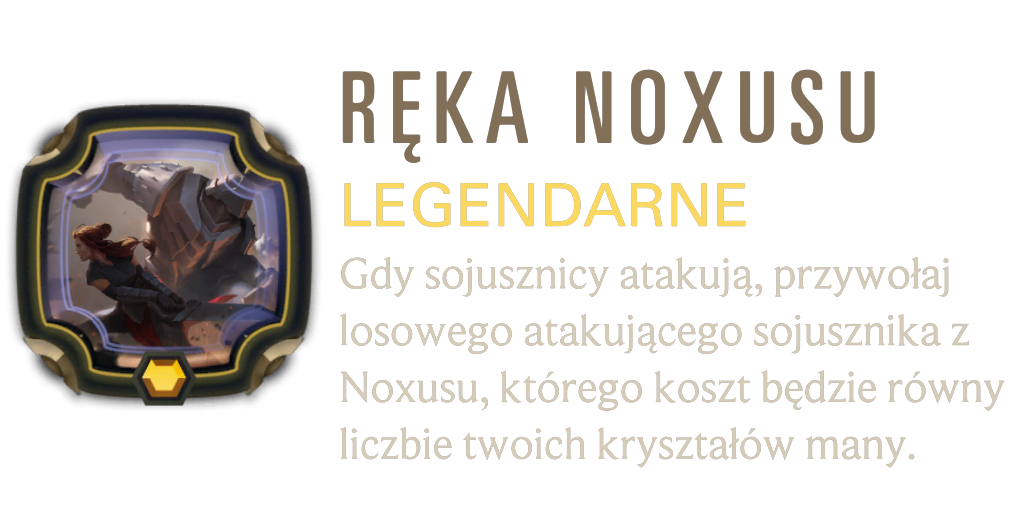 RĘKA NOXUSU
LEGENDARNE
Gdy sojusznicy atakują, przywołaj
losowego atakującego sojusznika z
Noxusu, którego koszt będzie równy
liczbie twoich kryształów many.